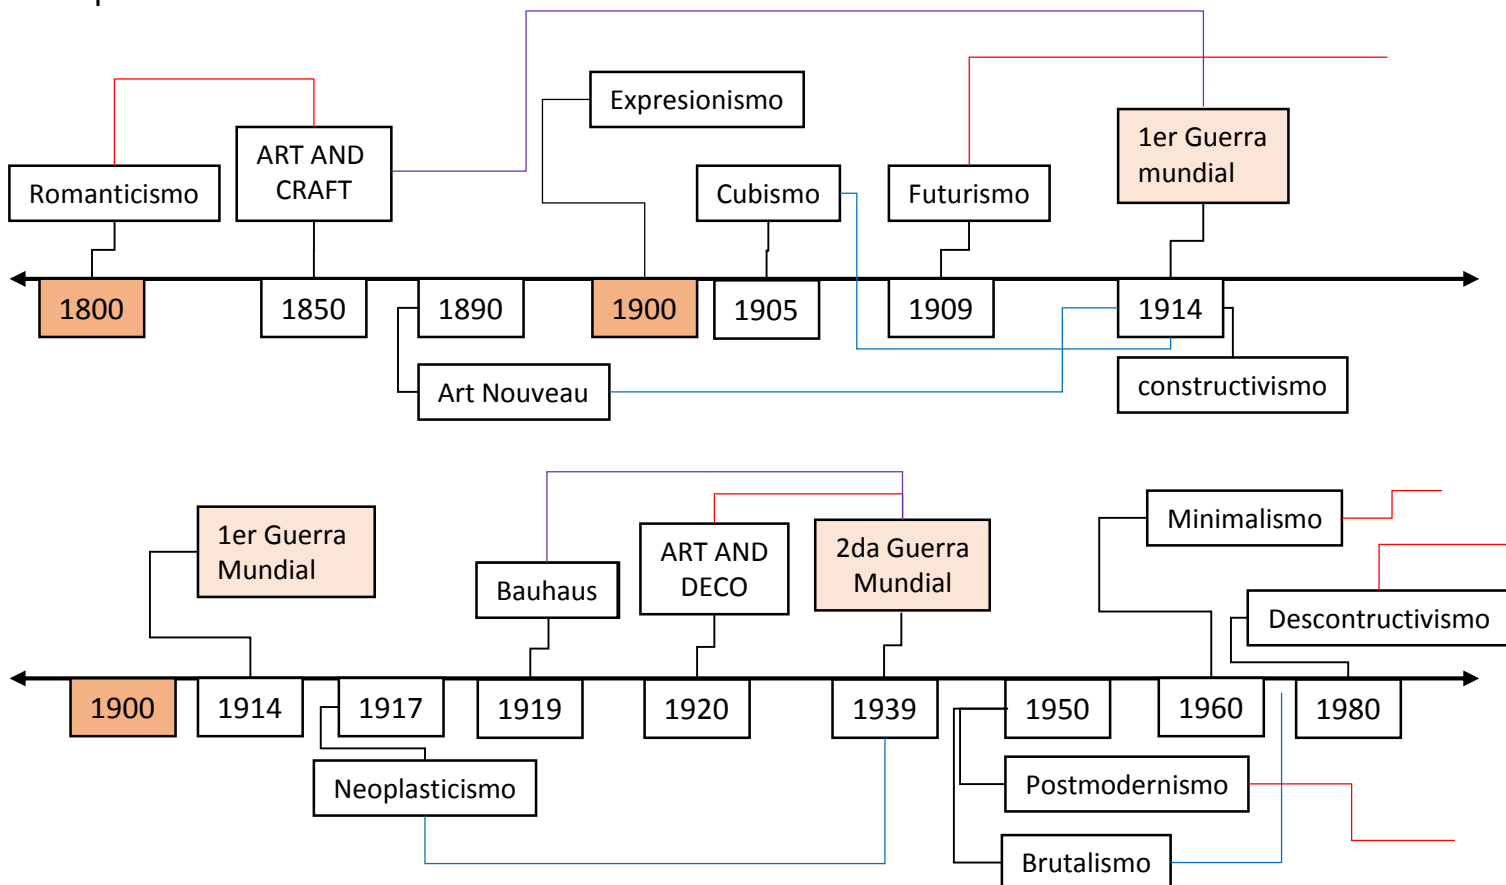 Expresionismo
1er Guerra
mundial
ART AND
CRAFT
Romanticismo
Cubismo
Futurismo
1800
1850
1890
1900
1905
1909
1914
Art Nouveau
constructivismo
1er Guerra
Mundial
Bauhaus
ART AND
DECO
2da Guerra
Mundial
Minimalismo
Descontructivismo
1900
1914
1917
1919
1920
1939
1950
1960
1980
Neoplasticismo
Postmodernismo
Brutalismo